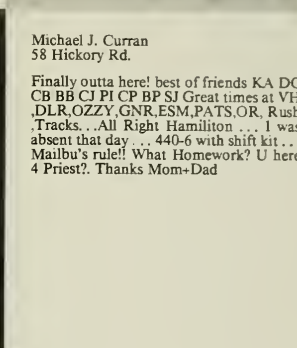 Michael J. Curran
58 Hickory Rd.
Finally outta here! best of friends KA DC
CB BB CJ PI CP BP SJ Great times at VH
,DLR,OZZY,GNR,ESM,PATS,OR, Rush
,Tracks. . .All Right Hamiliton . . . 1 was
absent that day . . . 440-6 with shift kit . .
Mailbu's rule!! What Homework? U here
4 Priest?. Thanks Mom+Dad